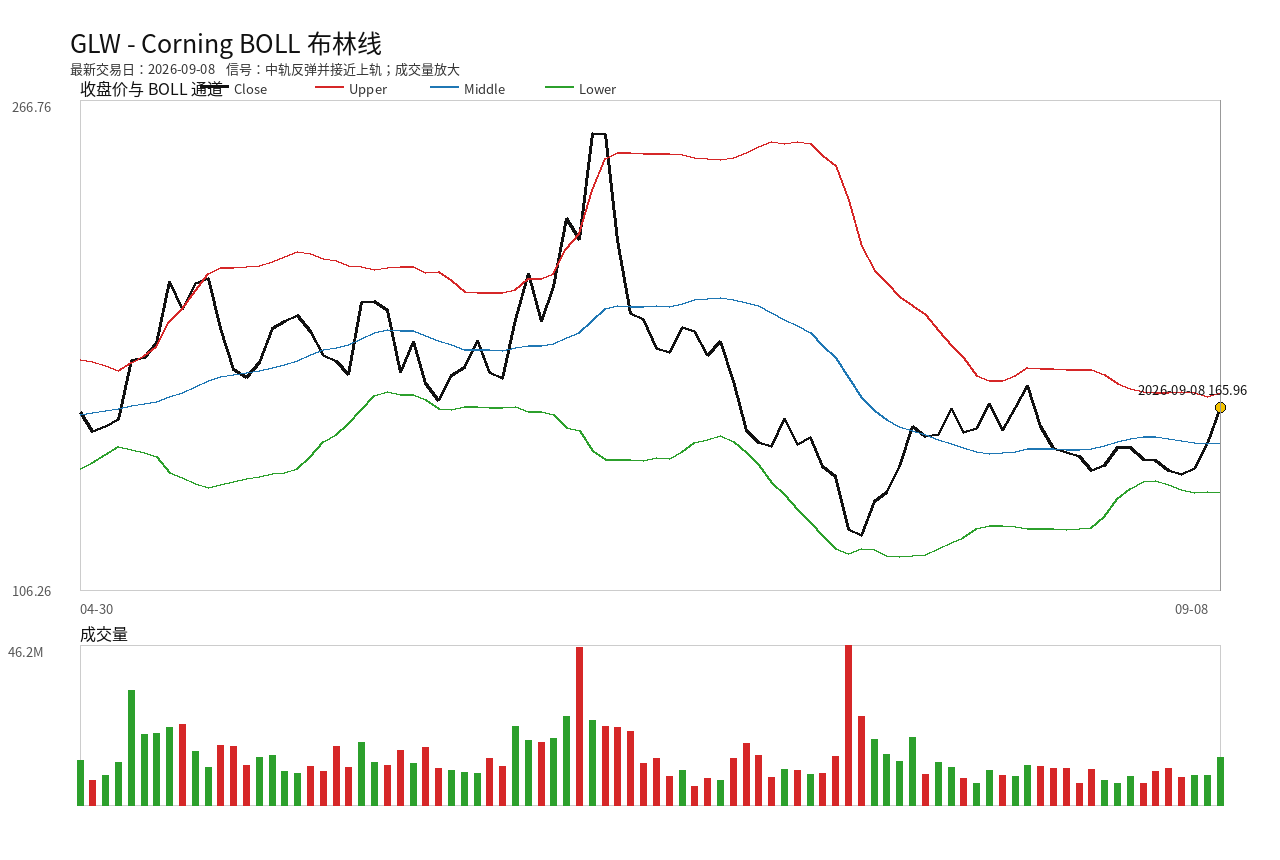 GLW - Corning BOLL 布林线
最新交易日：2026-09-08 信号：中轨反弹并接近上轨；成交量放大
收盘价与 BOLL 通道 Close Upper Middle Lower
266.76
2026-09-08 165.96
106.26
04-30 09-08
成交量
46.2M